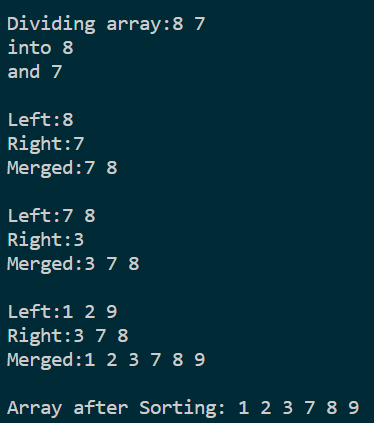 Dividing array:8 7
into 8
and 7
Left:8
Right:7
Merged:7 8
Left:7 8
Right:3
Merged:3 7 8
Left:1 2 9
Right:3 7 8
Merged:1 2 3 7 8 9
Array after Sorting: 1 2 3 7 8 9